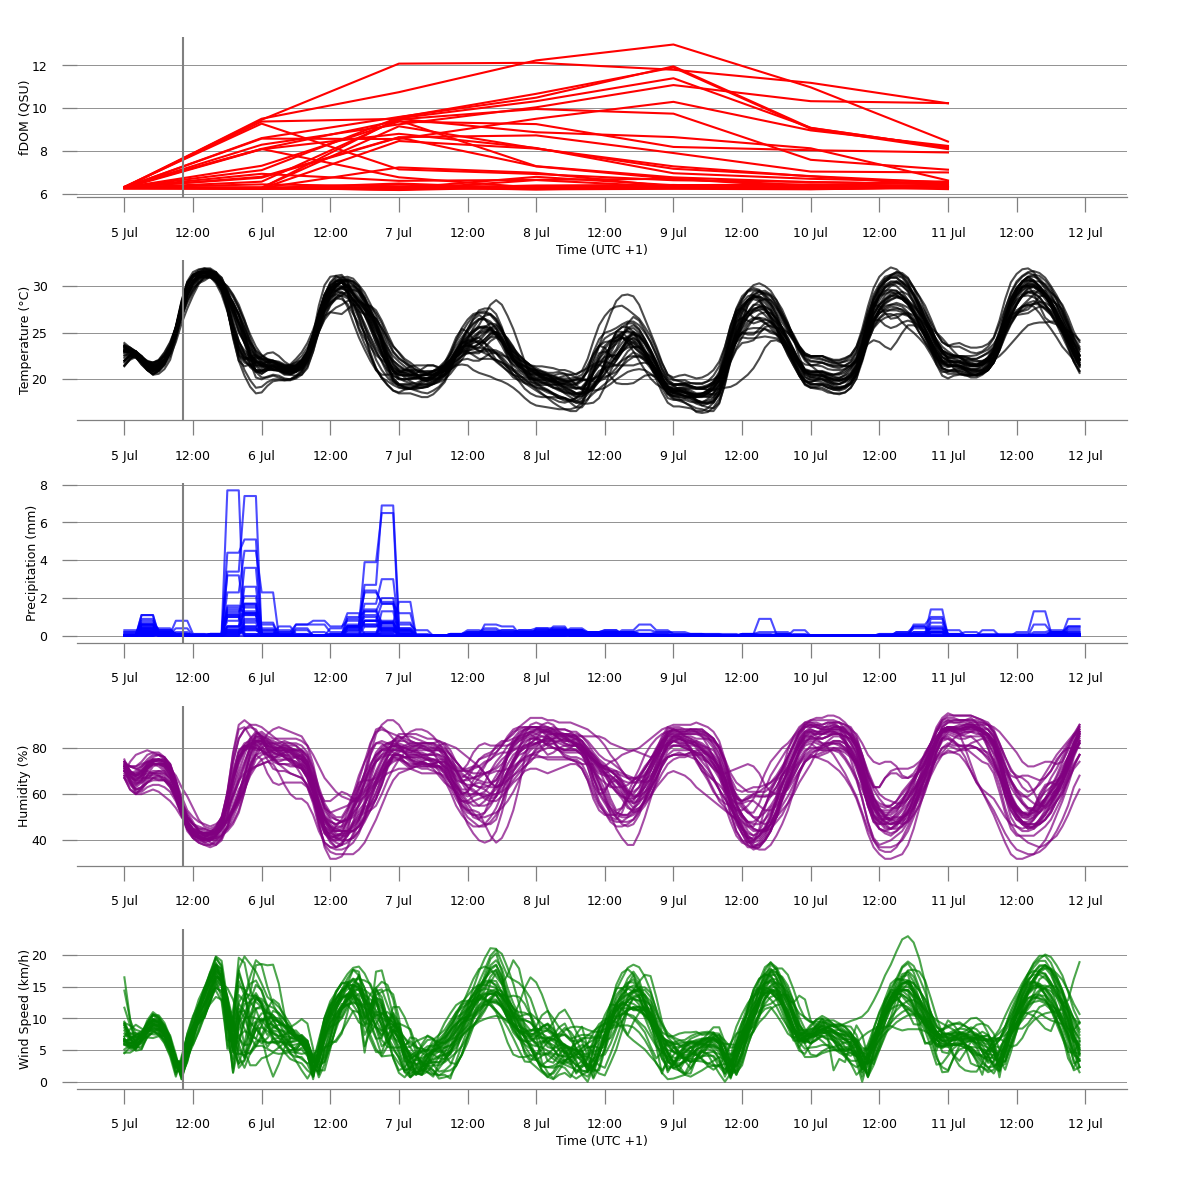 fDOM (QSU)
12
10
8
6
5 Jul 12:00 6 Jul 12:00 7 Jul 12:00 8 Jul 12:00 9 Jul 12:00 10 Jul 12:00 11 Jul 12:00 12 Jul
Time (UTC +1)
Temperature (°C)
30
25
20
5 Jul 12:00 6 Jul 12:00 7 Jul 12:00 8 Jul 12:00 9 Jul 12:00 10 Jul 12:00 11 Jul 12:00 12 Jul
Precipitation (mm)
8
6
4
2
0
5 Jul 12:00 6 Jul 12:00 7 Jul 12:00 8 Jul 12:00 9 Jul 12:00 10 Jul 12:00 11 Jul 12:00 12 Jul
Humidity (%)
80
60
40
5 Jul 12:00 6 Jul 12:00 7 Jul 12:00 8 Jul 12:00 9 Jul 12:00 10 Jul 12:00 11 Jul 12:00 12 Jul
Wind Speed (km/h)
20
15
10
5
0
5 Jul 12:00 6 Jul 12:00 7 Jul 12:00 8 Jul 12:00 9 Jul 12:00 10 Jul 12:00 11 Jul 12:00 12 Jul
Time (UTC +1)